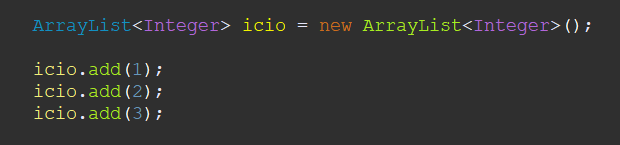 ArrayList<Integer> icio = new ArrayList<Integer>();
icio.add(1);
icio.add(2);
icio.add(3);